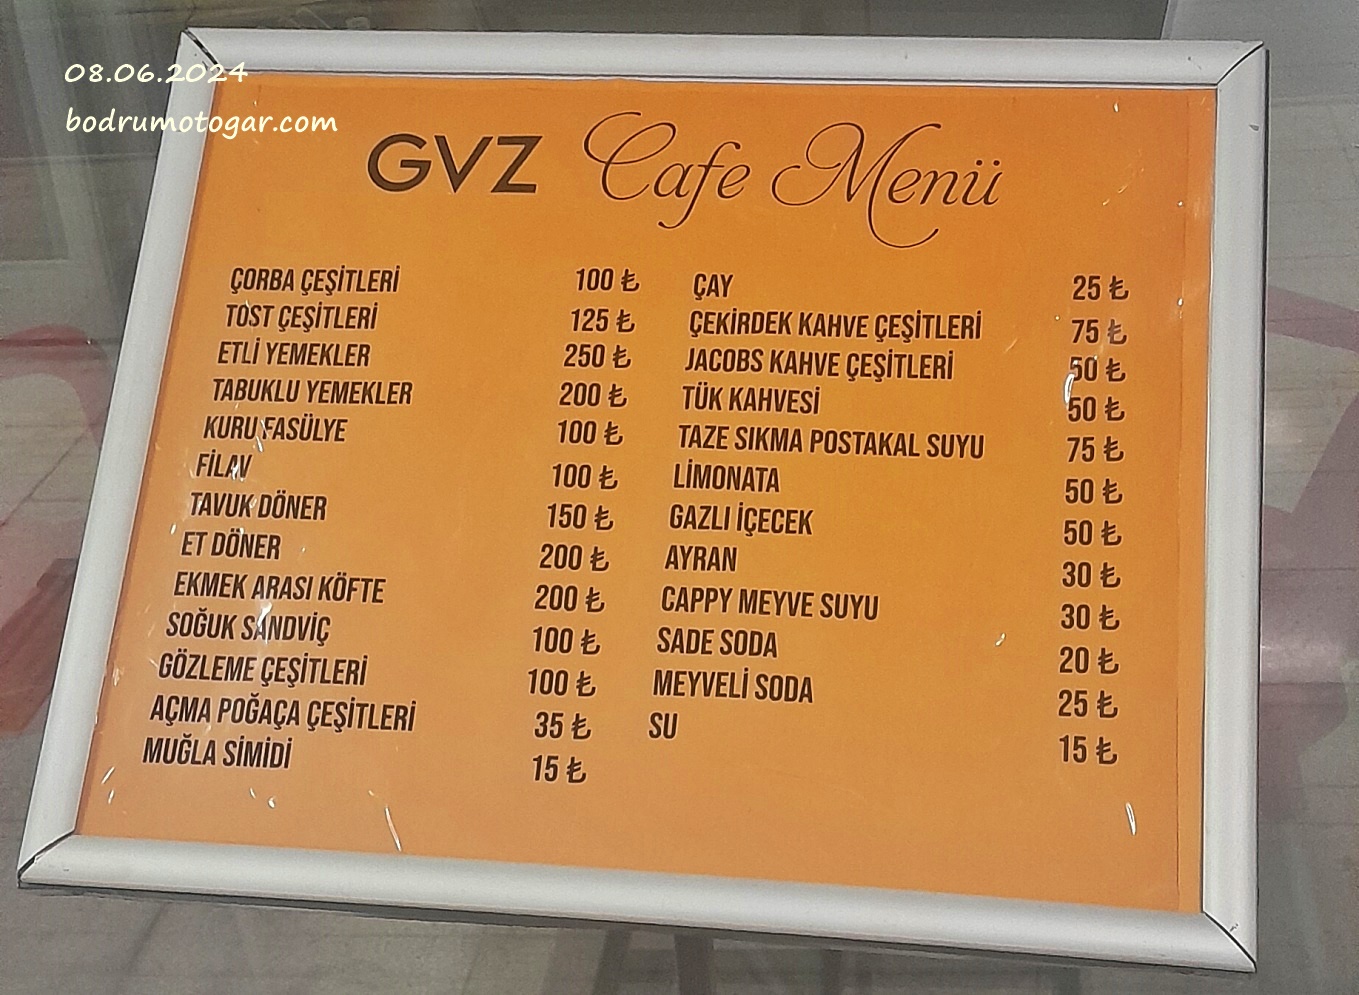 08.06.2024
bodrumotogar.com
GVZ Cafe Menü
ÇORBA ÇEŞİTLERİ 100 ₺
TOST ÇEŞİTLERİ 125 ₺
ETLİ YEMEKLER 250 ₺
TABUKLU YEMEKLER 200 ₺
KURU FASÜLYE 100 ₺
FİLAV 100 ₺
TAVUK DÖNER 150 ₺
ET DÖNER 200 ₺
EKMEK ARASI KÖFTE 200 ₺
SOĞUK SANDVİÇ 100 ₺
GÖZLEME ÇEŞİTLERİ 100 ₺
AÇMA POĞAÇA ÇEŞİTLERİ 35 ₺
MUĞLA SİMİDİ 15 ₺
ÇAY 25 ₺
ÇEKİRDEK KAHVE ÇEŞİTLERİ 75 ₺
JACOBS KAHVE ÇEŞİTLERİ 50 ₺
TÜK KAHVESİ 50 ₺
TAZE SIKMA POSTAKAL SUYU 75 ₺
LİMONATA 50 ₺
GAZLI İÇECEK 50 ₺
AYRAN 30 ₺
CAPPY MEYVE SUYU 30 ₺
SADE SODA 20 ₺
MEYVELİ SODA 25 ₺
SU 15 ₺